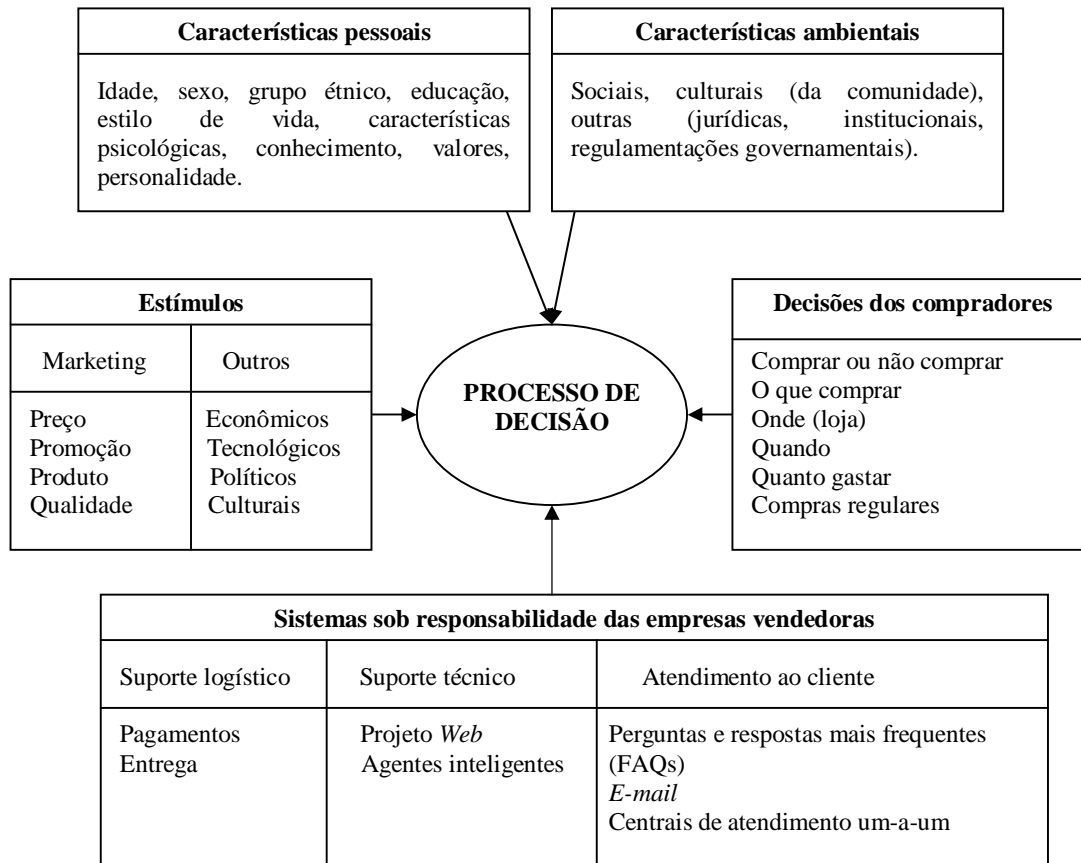 Características pessoais
Idade, sexo, grupo étnico, educação,
estilo de vida, características
psicológicas, conhecimento, valores,
personalidade.
Características ambientais
Sociais, culturais (da comunidade),
outras (jurídicas, institucionais,
regulamentações governamentais).
Estímulos
Marketing
Outros
Preço
Promoção
Produto
Qualidade
Econômicos
Tecnológicos
Políticos
Culturais
PROCESSO DE
DECISÃO
Decisões dos compradores
Comprar ou não comprar
O que comprar
Onde (loja)
Quando
Quanto gastar
Compras regulares
Sistemas sob responsabilidade das empresas vendedoras
Suporte logístico
Suporte técnico
Atendimento ao cliente
Pagamentos
Entrega
Projeto Web
Agentes inteligentes
Perguntas e respostas mais frequentes
(FAQs)
E-mail
Centrais de atendimento um-a-um